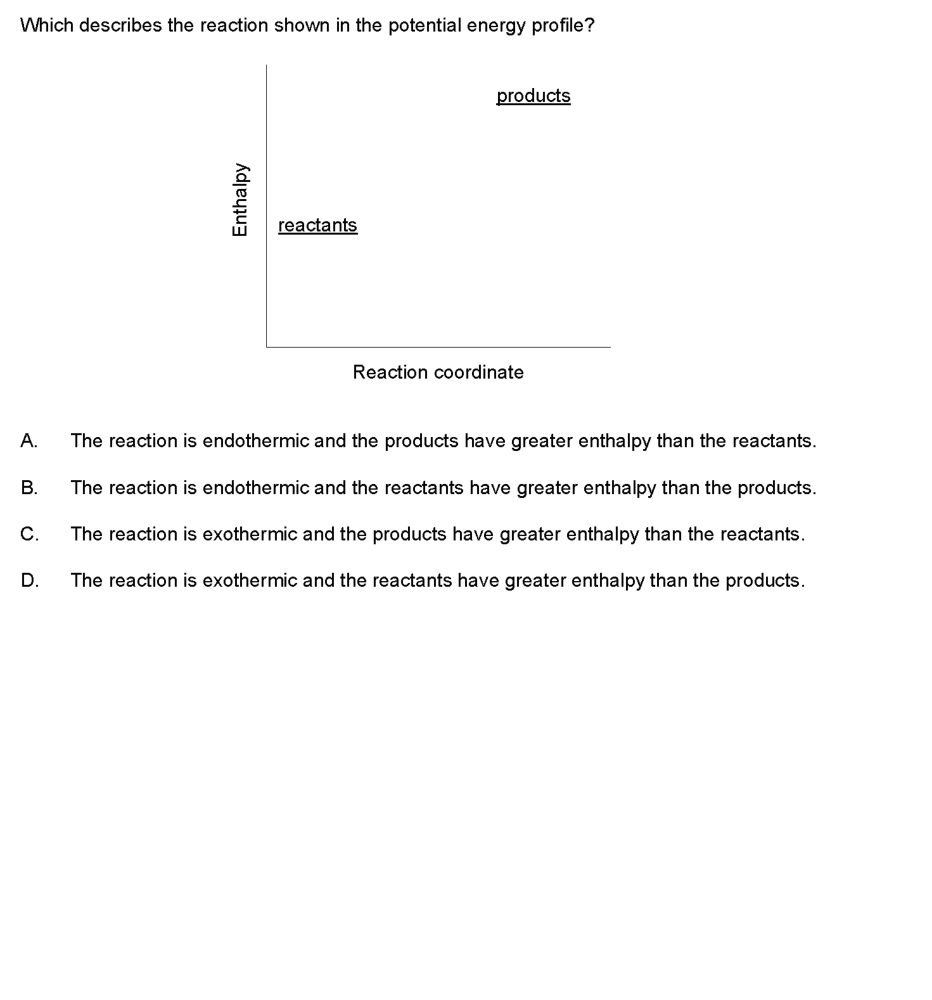 Which describes the reaction shown in the potential energy profile?
products
Enthalpy
reactants
Reaction coordinate
A. The reaction is endothermic and the products have greater enthalpy than the reactants.
B. The reaction is endothermic and the reactants have greater enthalpy than the products.
C. The reaction is exothermic and the products have greater enthalpy than the reactants.
D. The reaction is exothermic and the reactants have greater enthalpy than the products.